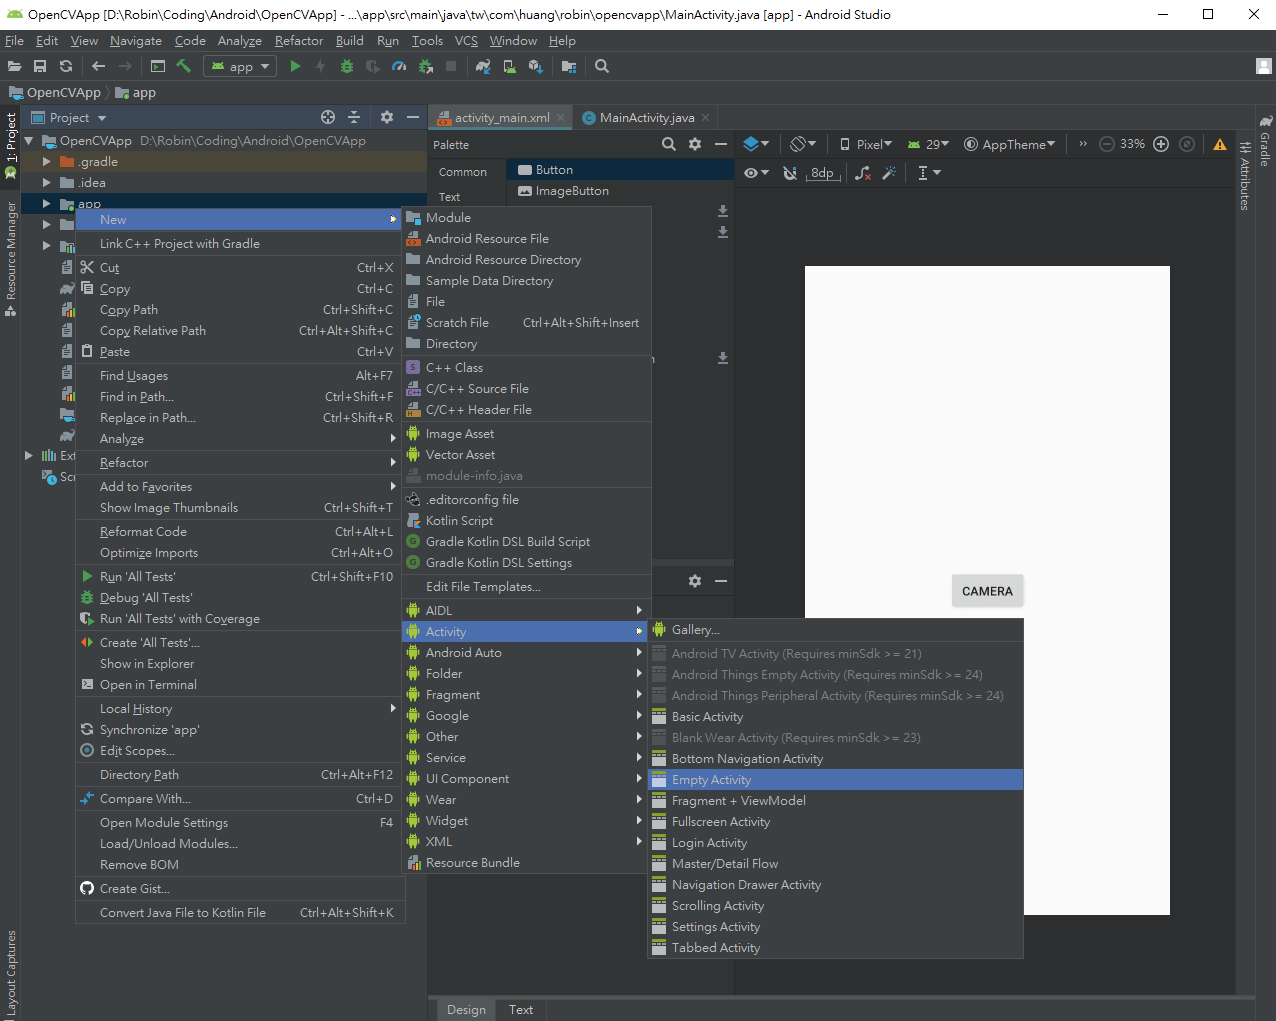 OpenCVApp [D:\Robin\Coding\Android\OpenCVApp] - ...\app\src\main\java\tw\com\huang\robin\opencvapp\MainActivity.java [app] - Android Studio
File Edit View Navigate Code Analyze Refactor Build Run Tools VCS Window Help
app
OpenCVApp app
Project
activity_main.xml
MainActivity.java
1: Project
Resource Manager
Layout Captures
Gradle
Attributes
OpenCVApp D:\Robin\Coding\Android\OpenCVApp
.gradle
.idea
app
Ext
Scr
Palette
Common
Text
Button
ImageButton
Pixel
29
AppTheme
33%
8dp
New
Link C++ Project with Gradle
Cut Ctrl+X
Copy Ctrl+C
Copy Path Ctrl+Shift+C
Copy Relative Path Ctrl+Alt+Shift+C
Paste Ctrl+V
Find Usages Alt+F7
Find in Path... Ctrl+Shift+F
Replace in Path... Ctrl+Shift+R
Analyze
Refactor
Add to Favorites
Show Image Thumbnails Ctrl+Shift+T
Reformat Code Ctrl+Alt+L
Optimize Imports Ctrl+Alt+O
Run 'All Tests' Ctrl+Shift+F10
Debug 'All Tests'
Run 'All Tests' with Coverage
Create 'All Tests'...
Show in Explorer
Open in Terminal
Local History
Synchronize 'app'
Edit Scopes...
Directory Path Ctrl+Alt+F12
Compare With... Ctrl+D
Open Module Settings F4
Load/Unload Modules...
Remove BOM
Create Gist...
Convert Java File to Kotlin File Ctrl+Alt+Shift+K
Module
Android Resource File
Android Resource Directory
Sample Data Directory
File
Scratch File Ctrl+Alt+Shift+Insert
Directory
C++ Class
C/C++ Source File
C/C++ Header File
Image Asset
Vector Asset
module-info.java
.editorconfig file
Kotlin Script
Gradle Kotlin DSL Build Script
Gradle Kotlin DSL Settings
Edit File Templates...
AIDL
Activity
Android Auto
Folder
Fragment
Google
Other
Service
UI Component
Wear
Widget
XML
Resource Bundle
Gallery...
Android TV Activity (Requires minSdk >= 21)
Android Things Empty Activity (Requires minSdk >= 24)
Android Things Peripheral Activity (Requires minSdk >= 24)
Basic Activity
Blank Wear Activity (Requires minSdk >= 23)
Bottom Navigation Activity
Empty Activity
Fragment + ViewModel
Fullscreen Activity
Login Activity
Master/Detail Flow
Navigation Drawer Activity
Scrolling Activity
Settings Activity
Tabbed Activity
CAMERA
Design Text